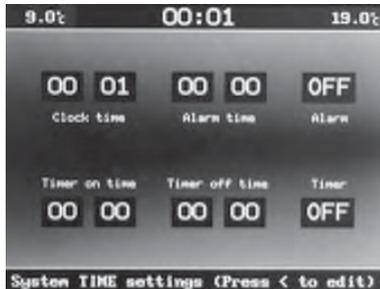 9.0℃ 00:01 19.0℃
00 01 00 00 OFF
Clock time Alarm time Alarm
Timer on time Timer off time Timer
00 00 00 00 OFF
System TIME settings (Press < to edit)